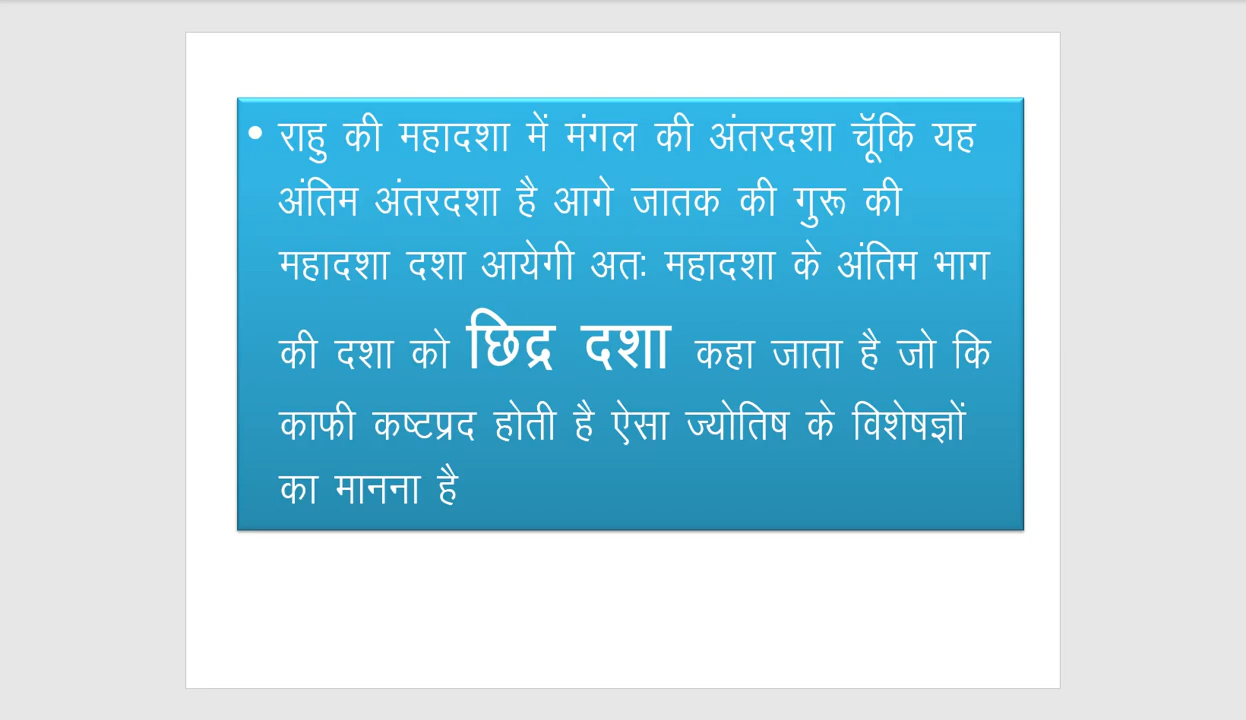 • राहु की महादशा में मंगल की अंतरदशा चॅूकि यह
अंतिम अंतरदशा है आगे जातक की गुरू की
महादशा दशा आयेगी अतः महादशा के अंतिम भाग
की दशा को छिद्र दशा कहा जाता है जो कि
काफी कष्टप्रद होती है ऐसा ज्योतिष के विशेषज्ञों
का मानना है